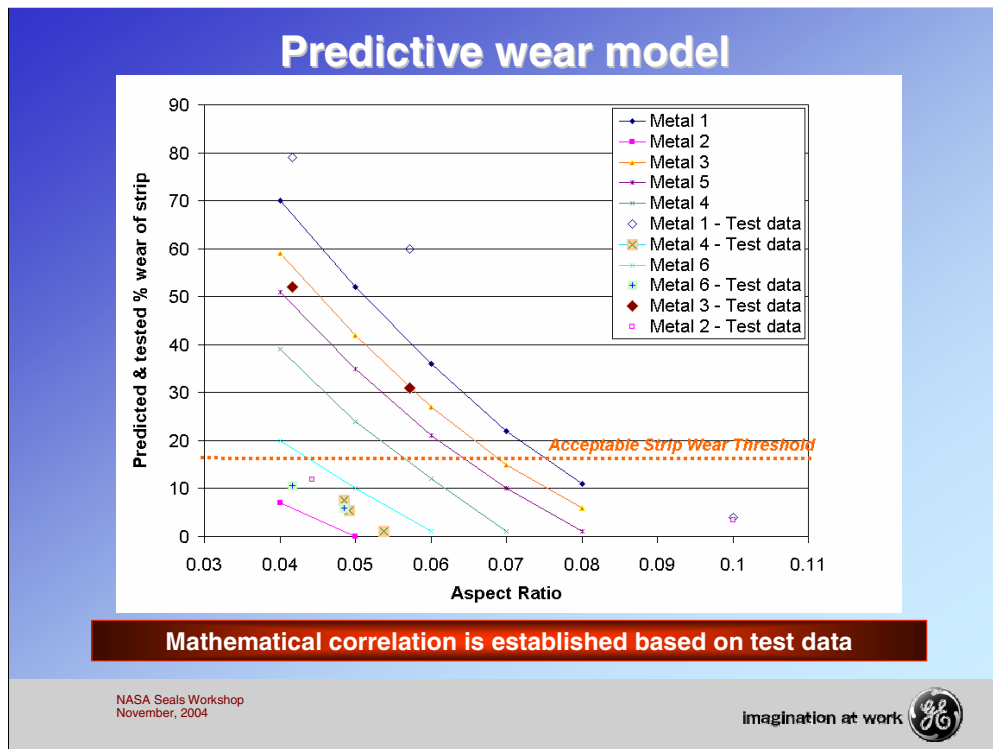 Predictive wear model
Predicted & tested % wear of strip
90
80
70
60
50
40
30
20
10
0
0.03 0.04 0.05 0.06 0.07 0.08 0.09 0.1 0.11
Aspect Ratio
Metal 1
Metal 2
Metal 3
Metal 5
Metal 4
Metal 1 - Test data
Metal 4 - Test data
Metal 6
Metal 6 - Test data
Metal 3 - Test data
Metal 2 - Test data
Acceptable Strip Wear Threshold
Mathematical correlation is established based on test data
NASA Seals Workshop
November, 2004
imagination at work
GE